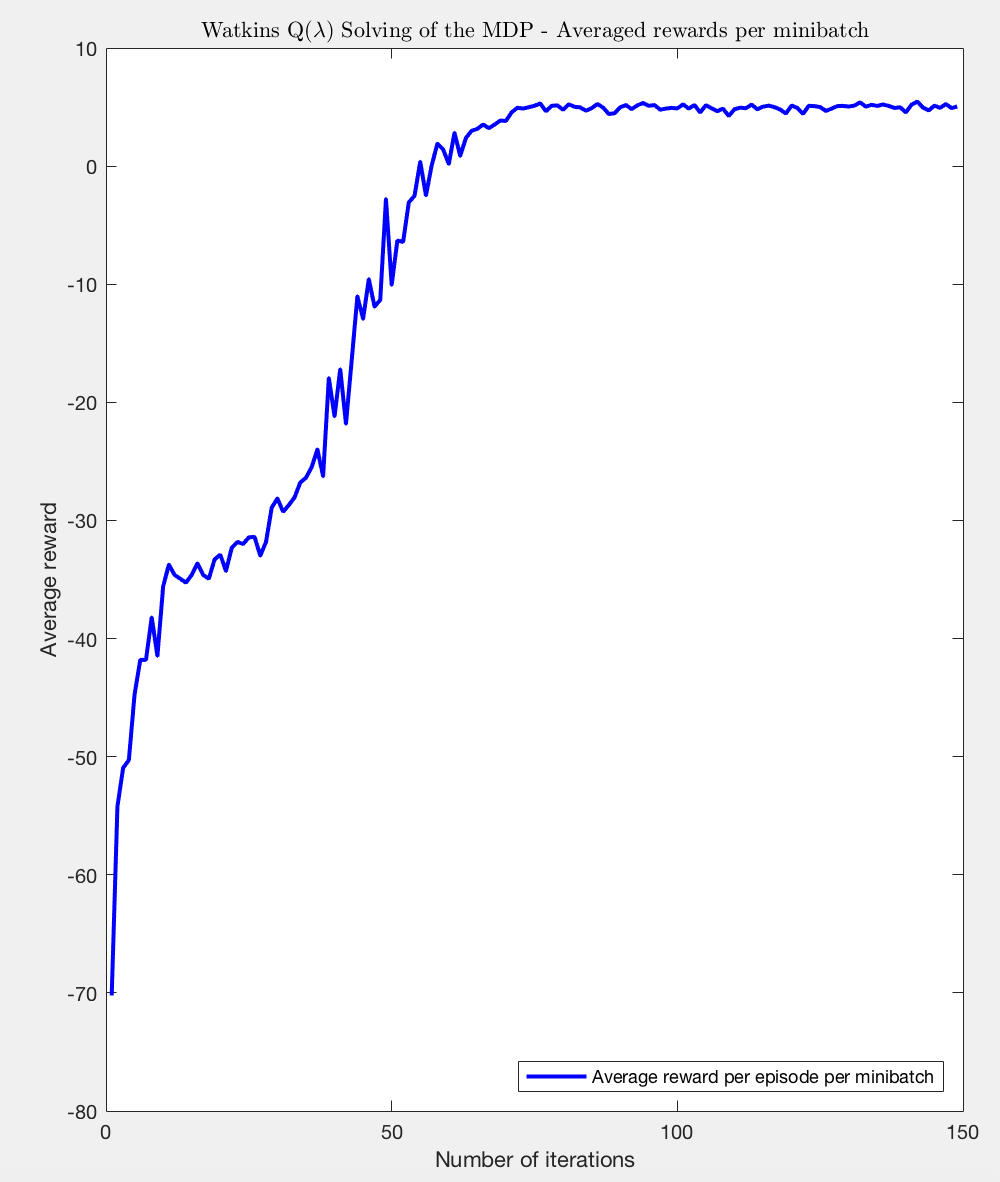 Watkins Q(λ) Solving of the MDP - Averaged rewards per minibatch
10
0
-10
-20
-30
-40
-50
-60
-70
-80
Average reward
Average reward per episode per minibatch
0 50 100 150
Number of iterations